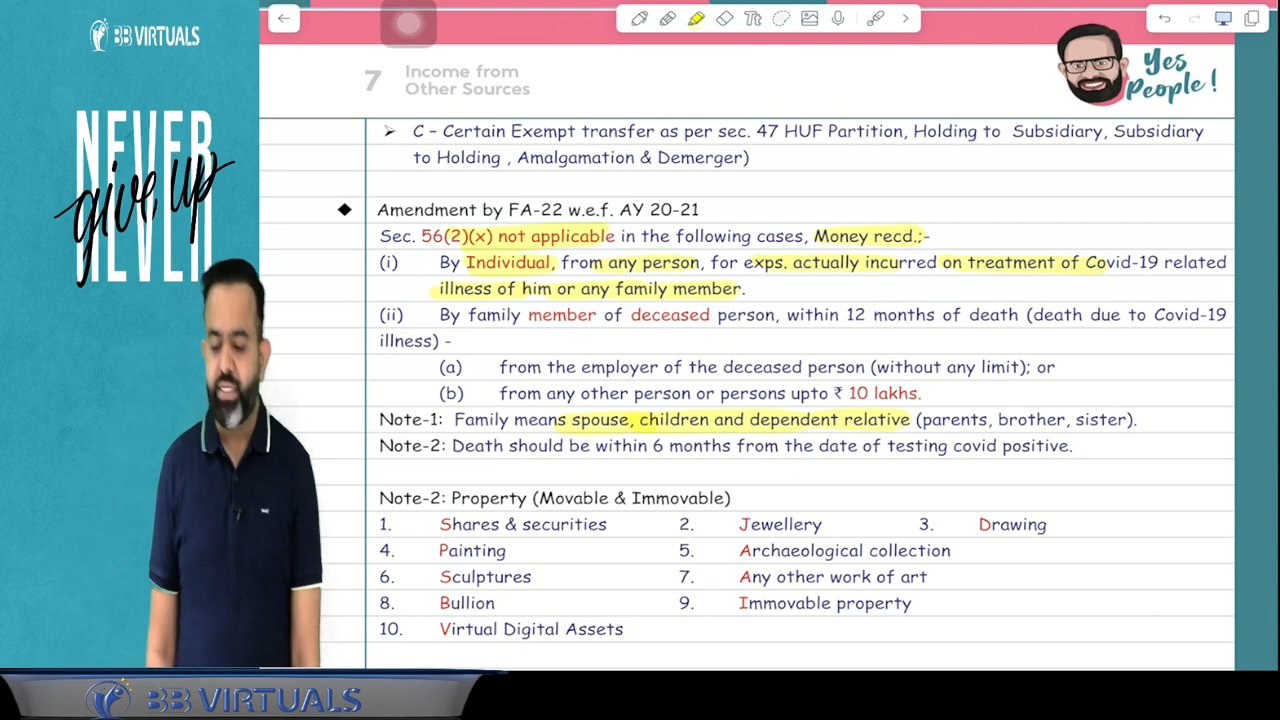 BB VIRTUALS
NEVER
give up
NEVER
7 Income from
Other Sources
Yes
People !
➤ C – Certain Exempt transfer as per sec. 47 HUF Partition, Holding to Subsidiary, Subsidiary
to Holding , Amalgamation & Demerger)
◆ Amendment by FA-22 w.e.f. AY 20-21
Sec. 56(2)(x) not applicable in the following cases, Money recd.;-
(i) By Individual, from any person, for exps. actually incurred on treatment of Covid-19 related
illness of him or any family member.
(ii) By family member of deceased person, within 12 months of death (death due to Covid-19
illness) -
(a) from the employer of the deceased person (without any limit); or
(b) from any other person or persons upto ₹ 10 lakhs.
Note-1: Family means spouse, children and dependent relative (parents, brother, sister).
Note-2: Death should be within 6 months from the date of testing covid positive.
Note-2: Property (Movable & Immovable)
1. Shares & securities 2. Jewellery 3. Drawing
4. Painting 5. Archaeological collection
6. Sculptures 7. Any other work of art
8. Bullion 9. Immovable property
10. Virtual Digital Assets
BB VIRTUALS